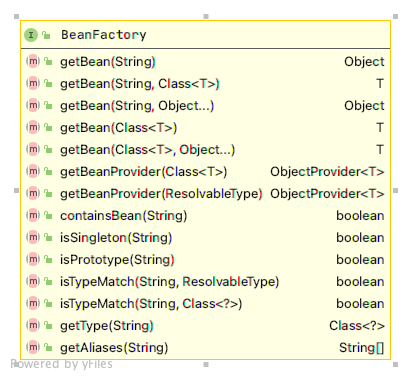 I BeanFactory
m getBean(String) Object
m getBean(String, Class<T>) T
m getBean(String, Object...) Object
m getBean(Class<T>) T
m getBean(Class<T>, Object...) T
m getBeanProvider(Class<T>) ObjectProvider<T>
m getBeanProvider(ResolvableType) ObjectProvider<T>
m containsBean(String) boolean
m isSingleton(String) boolean
m isPrototype(String) boolean
m isTypeMatch(String, ResolvableType) boolean
m isTypeMatch(String, Class<?>) boolean
m getType(String) Class<?>
m getAliases(String) String[]
Powered by yFiles